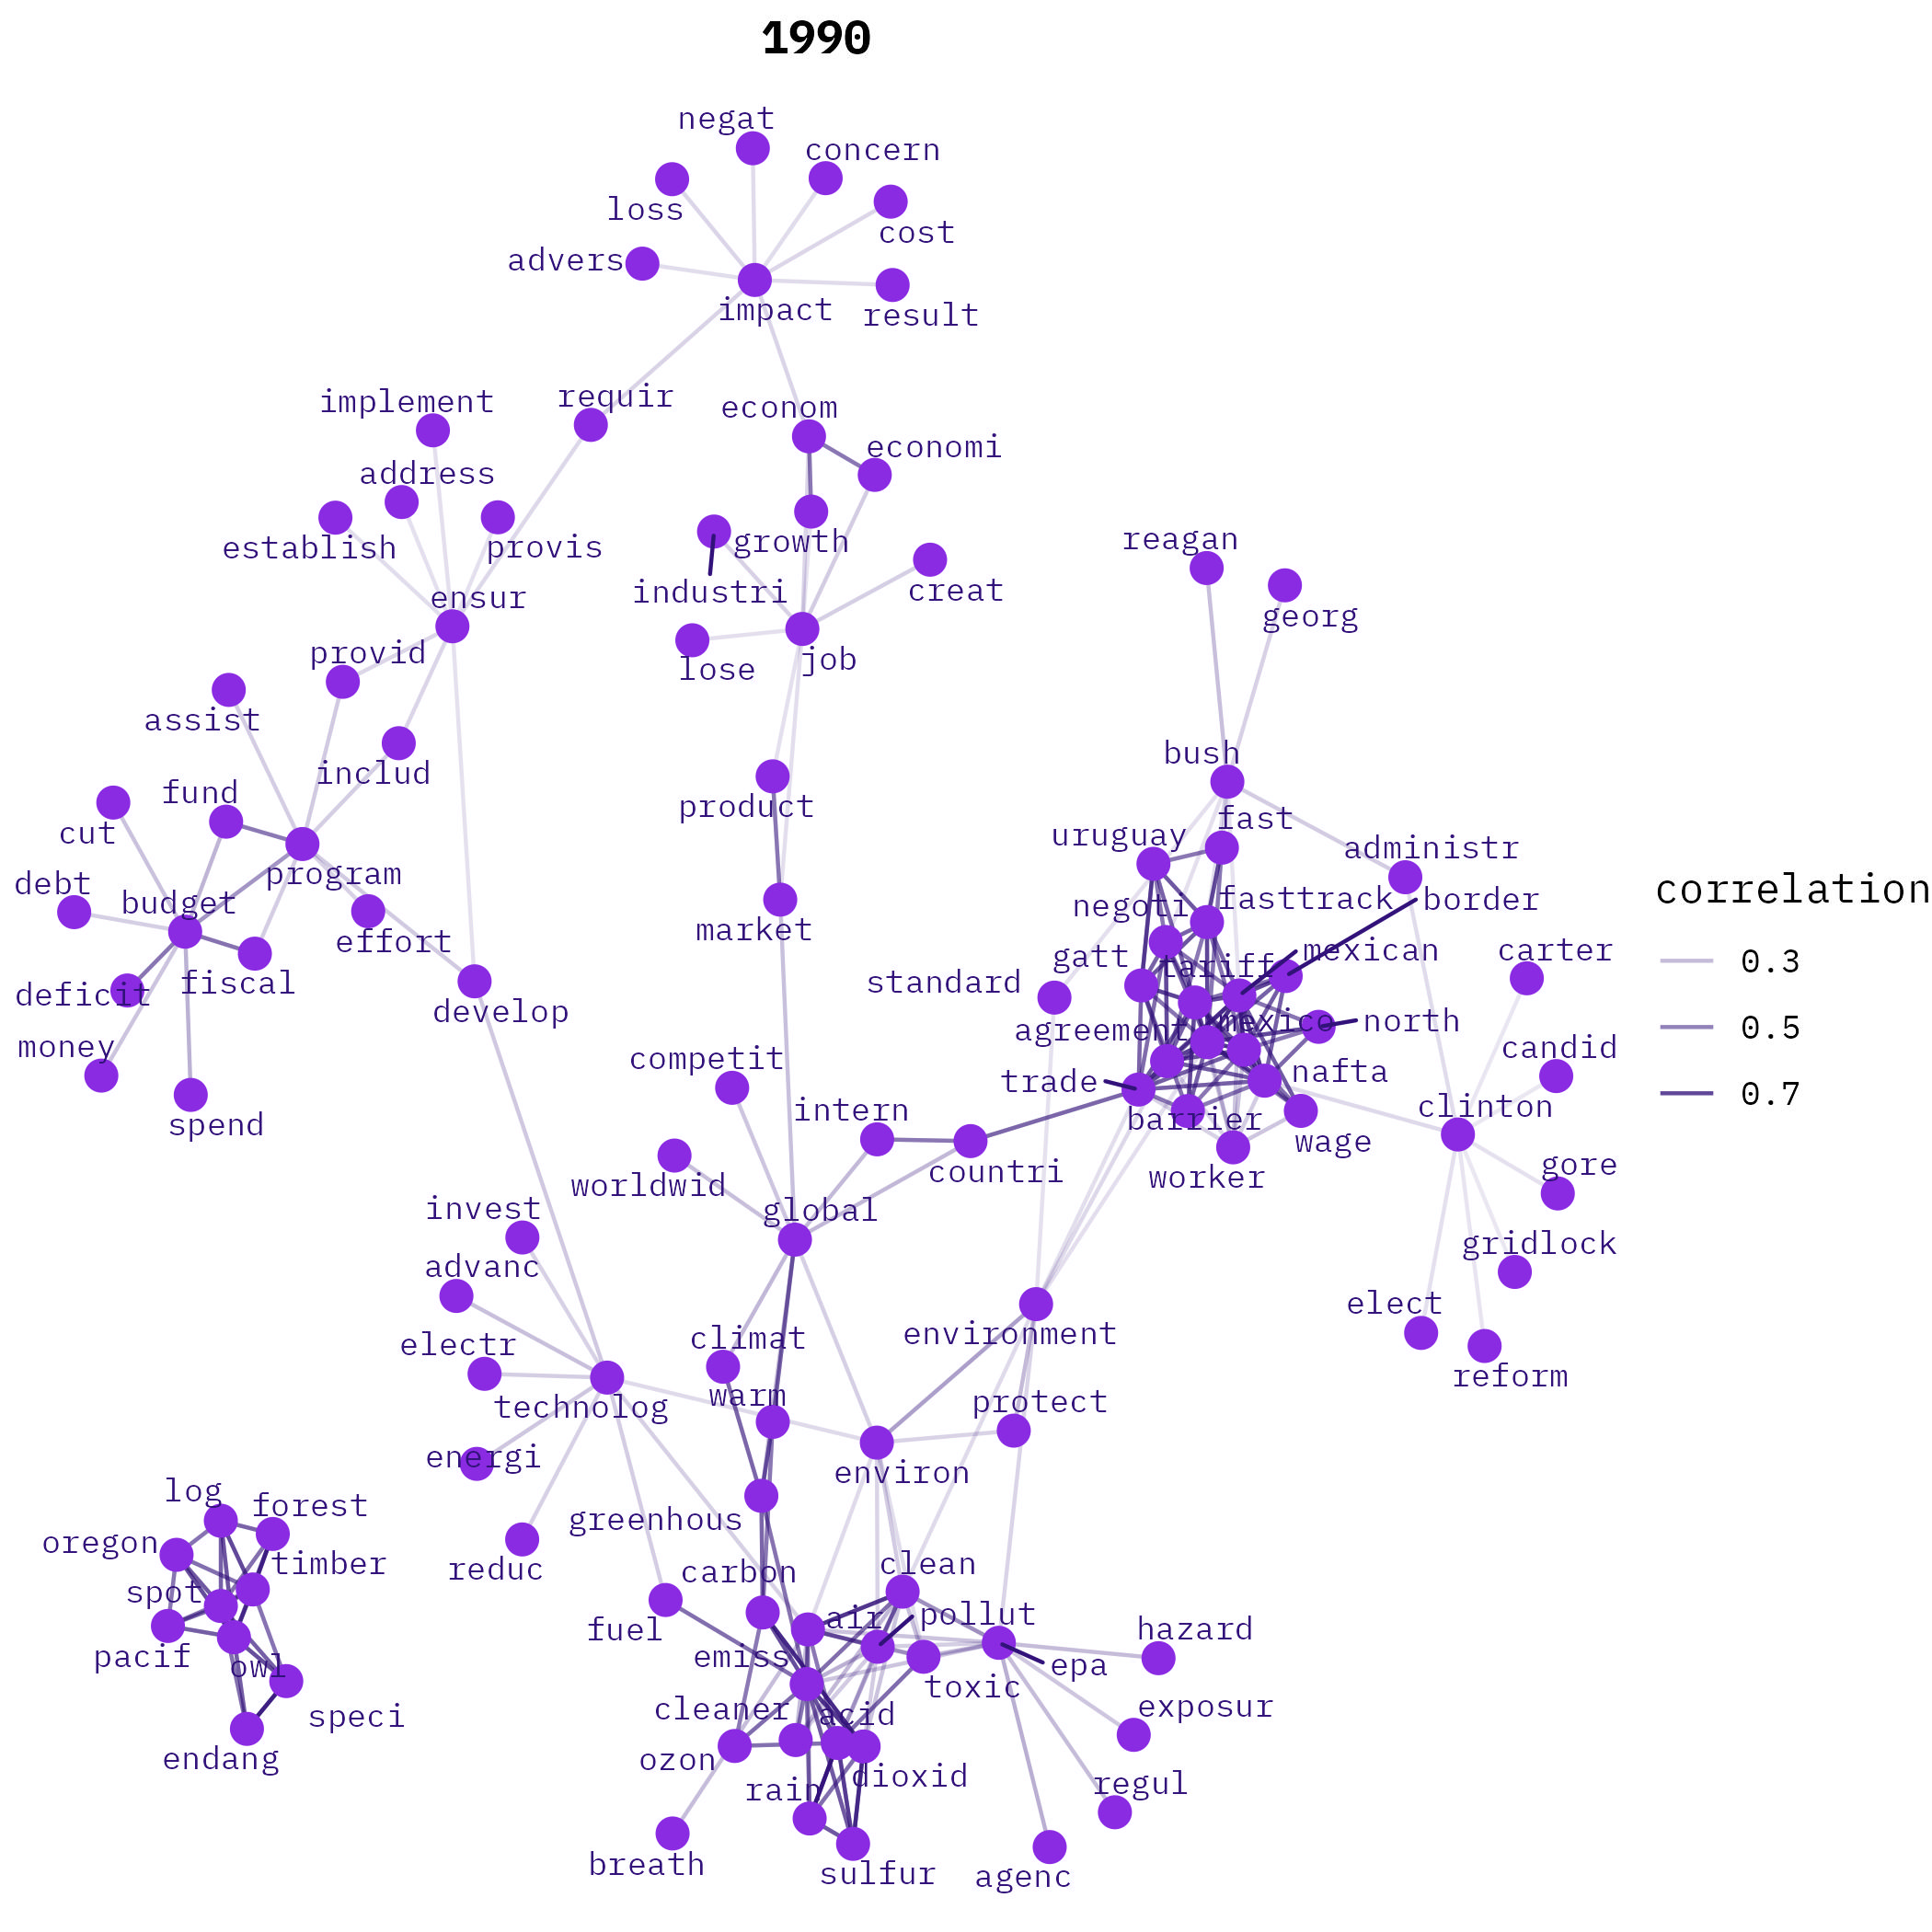 1990
negat
concern
loss
cost
advers
impact
result
implement
requir
econom
economi
address
establish
provis
growth
reagan
industri
creat
georg
ensur
provid
lose
job
assist
bush
includ
fund
product
fast
cut
uruguay
administr
program
correlation
debt
budget
fasttrack
border
negoti
effort
market
mexican
carter
gatt
tariff
0.3
fiscal
standard
deficit
develop
agreement
mexico
north
0.5
money
competit
candid
trade
nafta
0.7
intern
clinton
spend
barrier
wage
countri
worker
gore
worldwid
invest
global
gridlock
advanc
elect
climat
environment
electr
reform
warm
protect
technolog
energi
environ
log
forest
greenhous
oregon
timber
clean
reduc
carbon
spot
air
pollut
fuel
hazard
pacif
emiss
owl
epa
toxic
cleaner
acid
exposur
speci
endang
ozon
dioxid
rain
regul
breath
sulfur
agenc